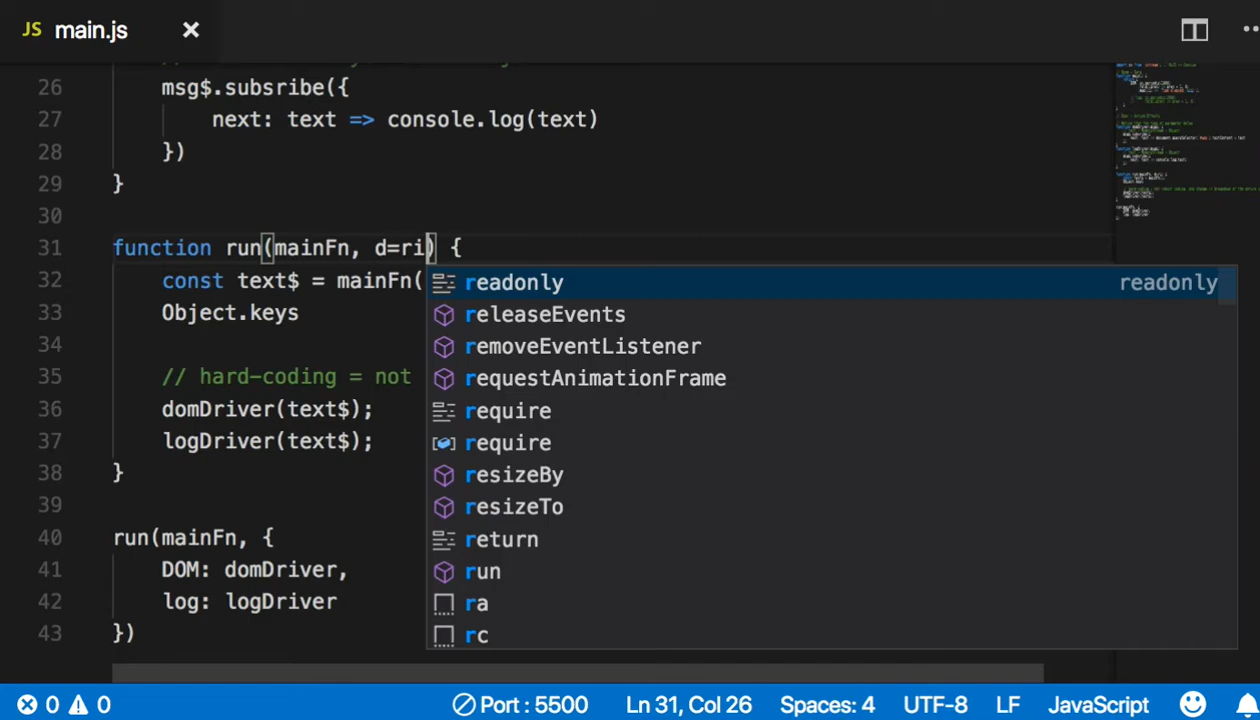 JS main.js
26 msg$.subsribe({
27 next: text => console.log(text)
28 })
29 }
30
31 function run(mainFn, d=ri) {
32 const text$ = mainFn(
33 Object.keys
34
35 // hard-coding = not
36 domDriver(text$);
37 logDriver(text$);
38 }
39
40 run(mainFn, {
41 DOM: domDriver,
42 log: logDriver
43 })
readonly readonly
releaseEvents
removeEventListener
requestAnimationFrame
require
require
resizeBy
resizeTo
return
run
ra
rc
0 0 Port : 5500 Ln 31, Col 26 Spaces: 4 UTF-8 LF JavaScript